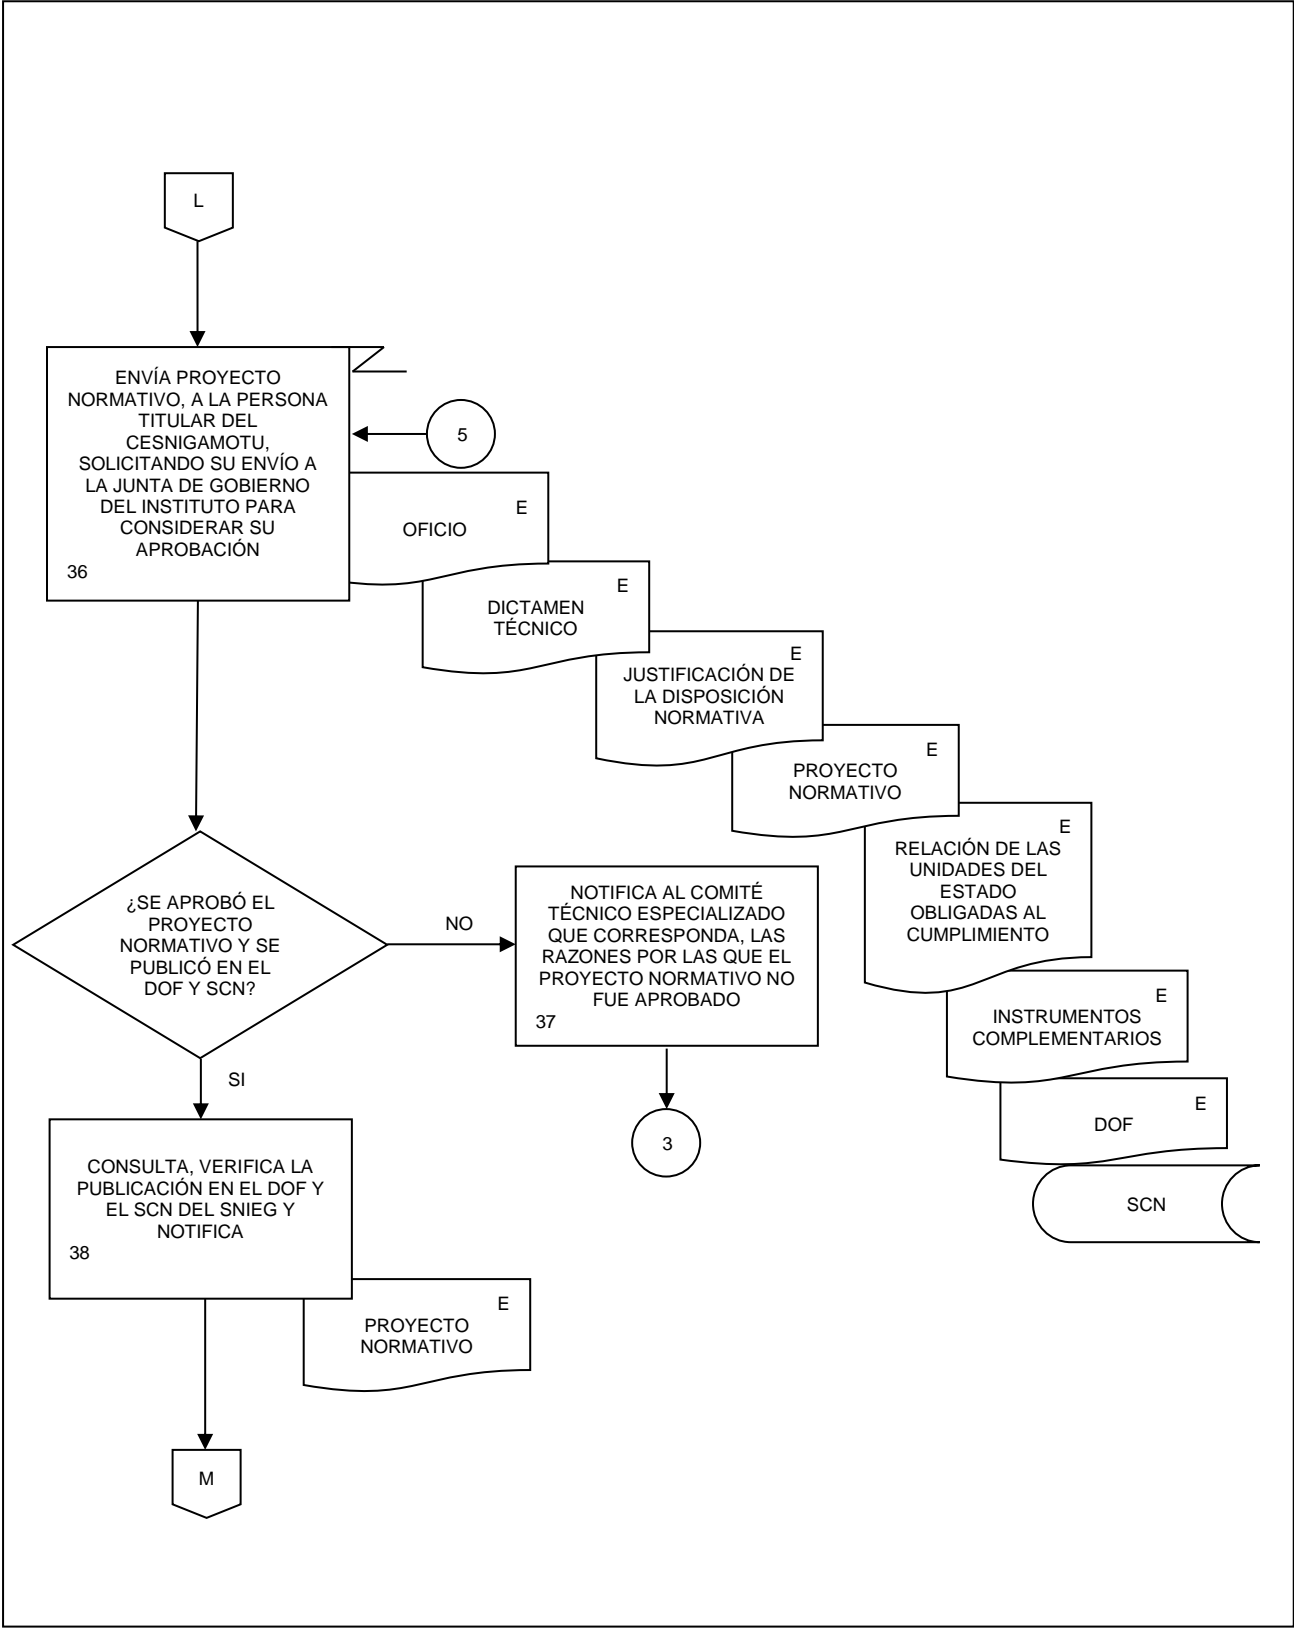 L
ENVÍA PROYECTO
NORMATIVO, A LA PERSONA
TITULAR DEL
CESNIGAMOTU,
SOLICITANDO SU ENVÍO A
LA JUNTA DE GOBIERNO
DEL INSTITUTO PARA
CONSIDERAR SU
APROBACIÓN
36
5
E
OFICIO
E
DICTAMEN
TÉCNICO
E
JUSTIFICACIÓN DE
LA DISPOSICIÓN
NORMATIVA
E
PROYECTO
NORMATIVO
E
RELACIÓN DE LAS
UNIDADES DEL
ESTADO
OBLIGADAS AL
CUMPLIMIENTO
E
INSTRUMENTOS
COMPLEMENTARIOS
E
DOF
SCN
¿SE APROBÓ EL
PROYECTO
NORMATIVO Y SE
PUBLICÓ EN EL
DOF Y SCN?
NO
NOTIFICA AL COMITÉ
TÉCNICO ESPECIALIZADO
QUE CORRESPONDA, LAS
RAZONES POR LAS QUE EL
PROYECTO NORMATIVO NO
FUE APROBADO
37
3
SI
CONSULTA, VERIFICA LA
PUBLICACIÓN EN EL DOF Y
EL SCN DEL SNIEG Y
NOTIFICA
38
E
PROYECTO
NORMATIVO
M